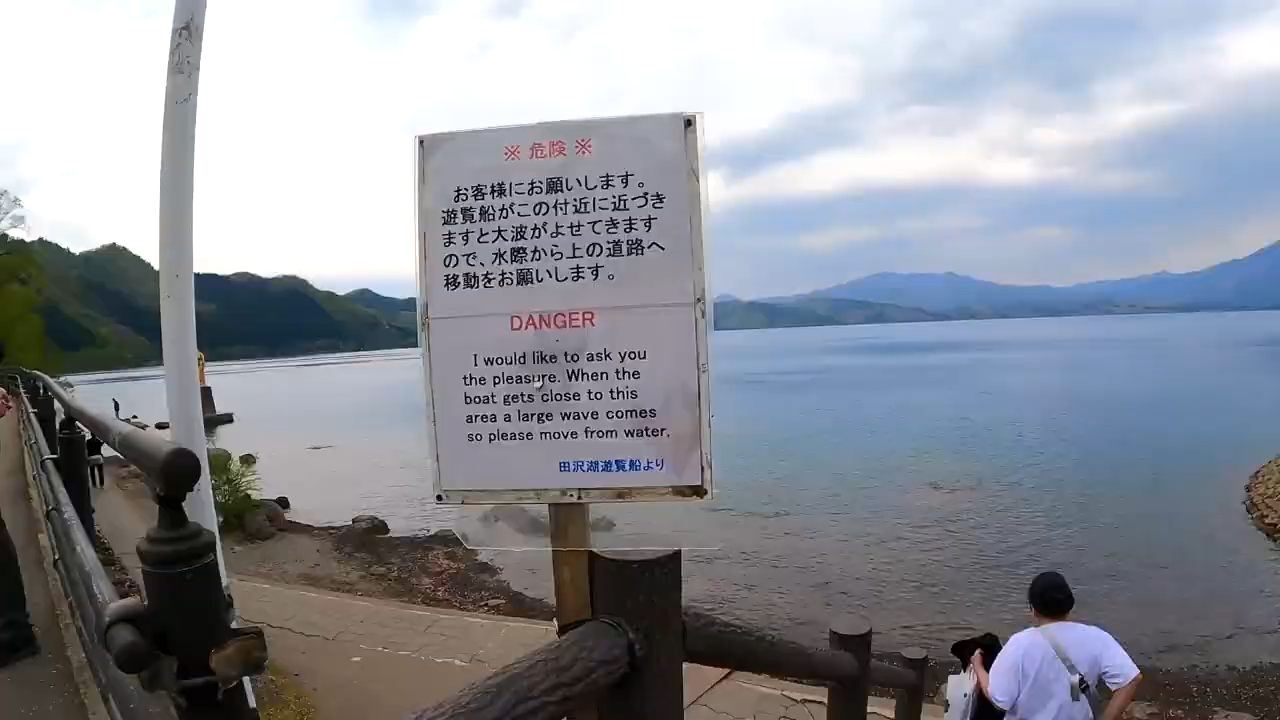 ※ 危険 ※
お客様にお願いします。
遊覧船がこの付近に近づき
ますと大波がよせてきます
ので、水際から上の道路へ
移動をお願いします。
DANGER
I would like to ask you
the pleasure. When the
boat gets close to this
area a large wave comes
so please move from water.
田沢湖遊覧船より